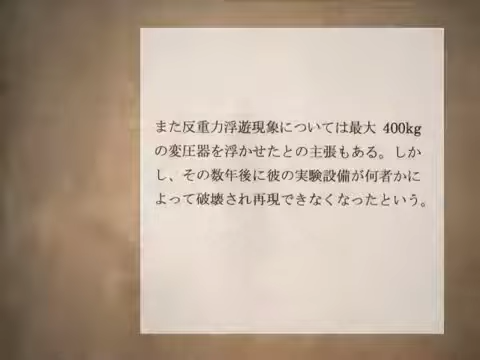 また反重力浮遊現象については最大 400kg
の変圧器を浮かせたとの主張もある。しか
し、その数年後に彼の実験設備が何者かに
よって破壊され再現できなくなったという。